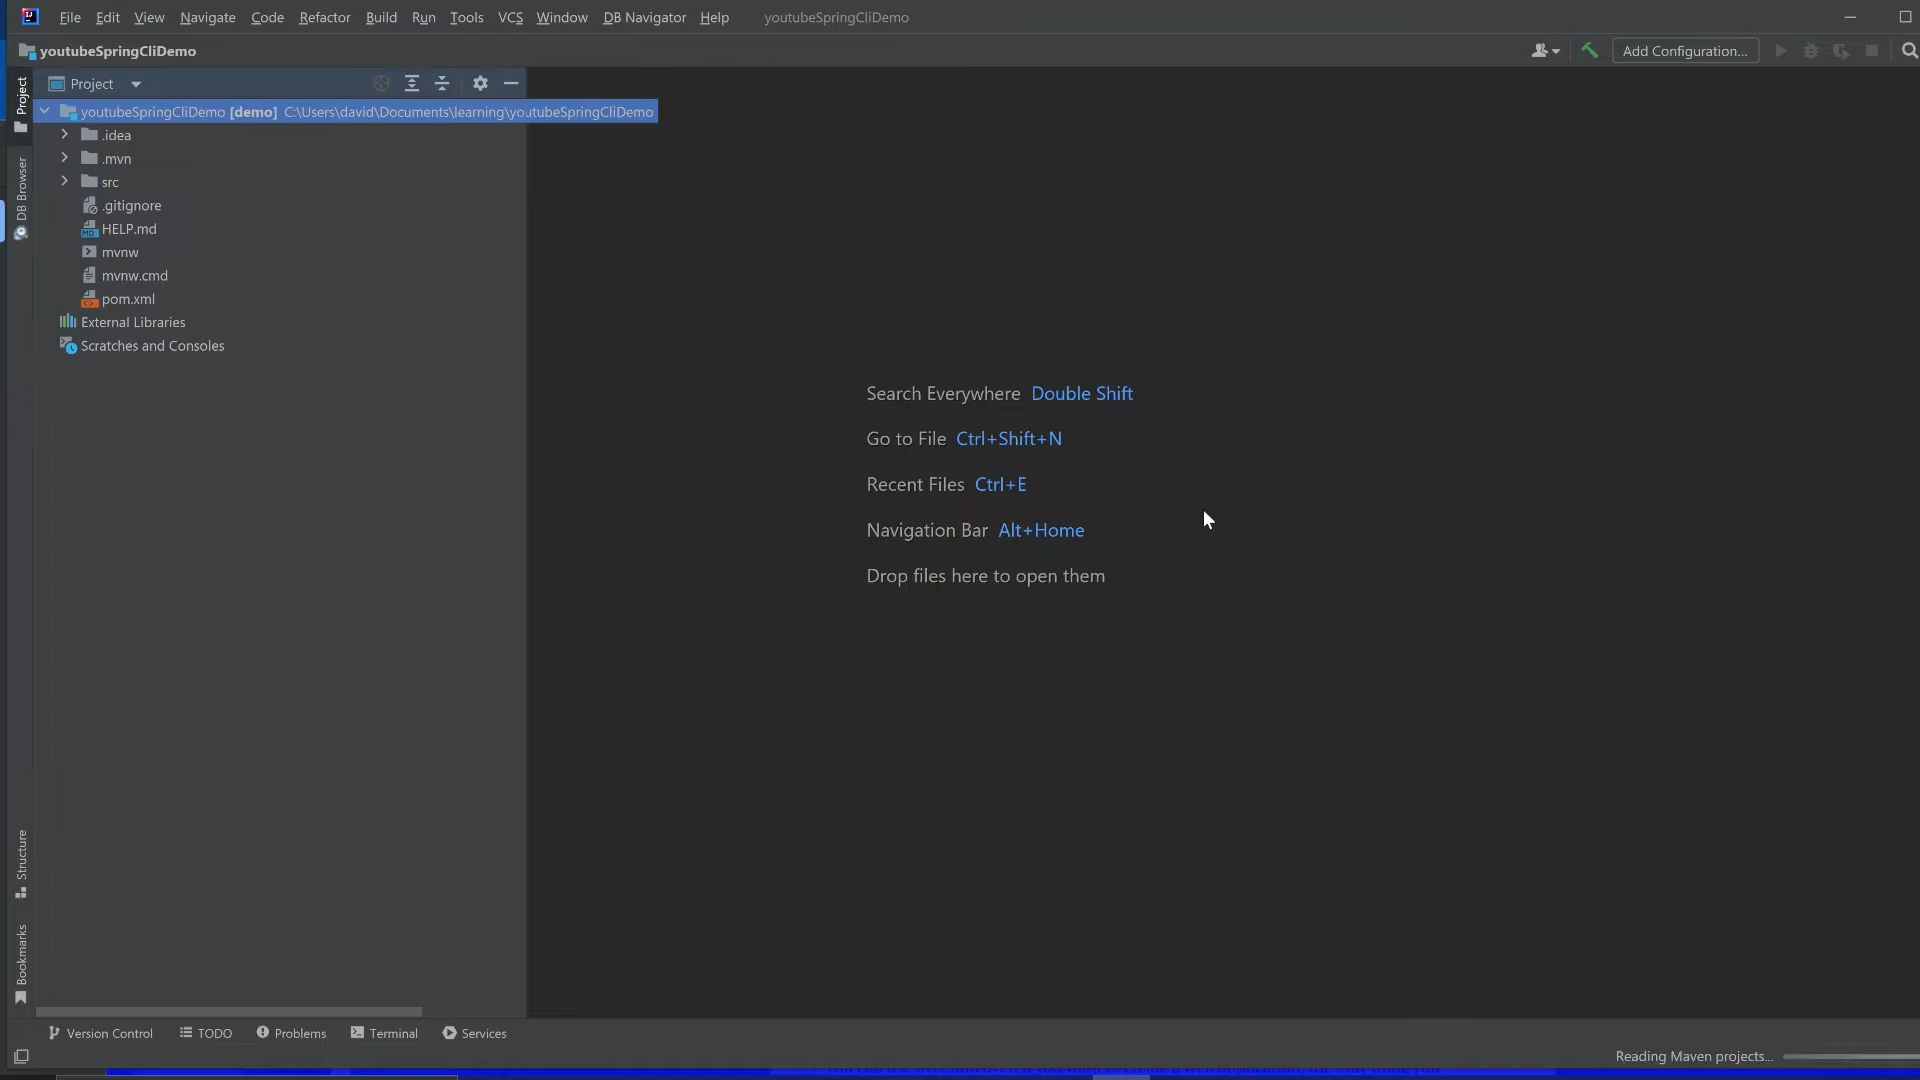 File Edit View Navigate Code Refactor Build Run Tools VCS Window DB Navigator Help youtubeSpringCliDemo
youtubeSpringCliDemo
Add Configuration...
Project
Project
youtubeSpringCliDemo [demo] C:\Users\david\Documents\learning\youtubeSpringCliDemo
.idea
.mvn
src
.gitignore
HELP.md
mvnw
mvnw.cmd
pom.xml
External Libraries
Scratches and Consoles
DB Browser
Structure
Bookmarks
Search Everywhere Double Shift
Go to File Ctrl+Shift+N
Recent Files Ctrl+E
Navigation Bar Alt+Home
Drop files here to open them
Version Control TODO Problems Terminal Services
Reading Maven projects...